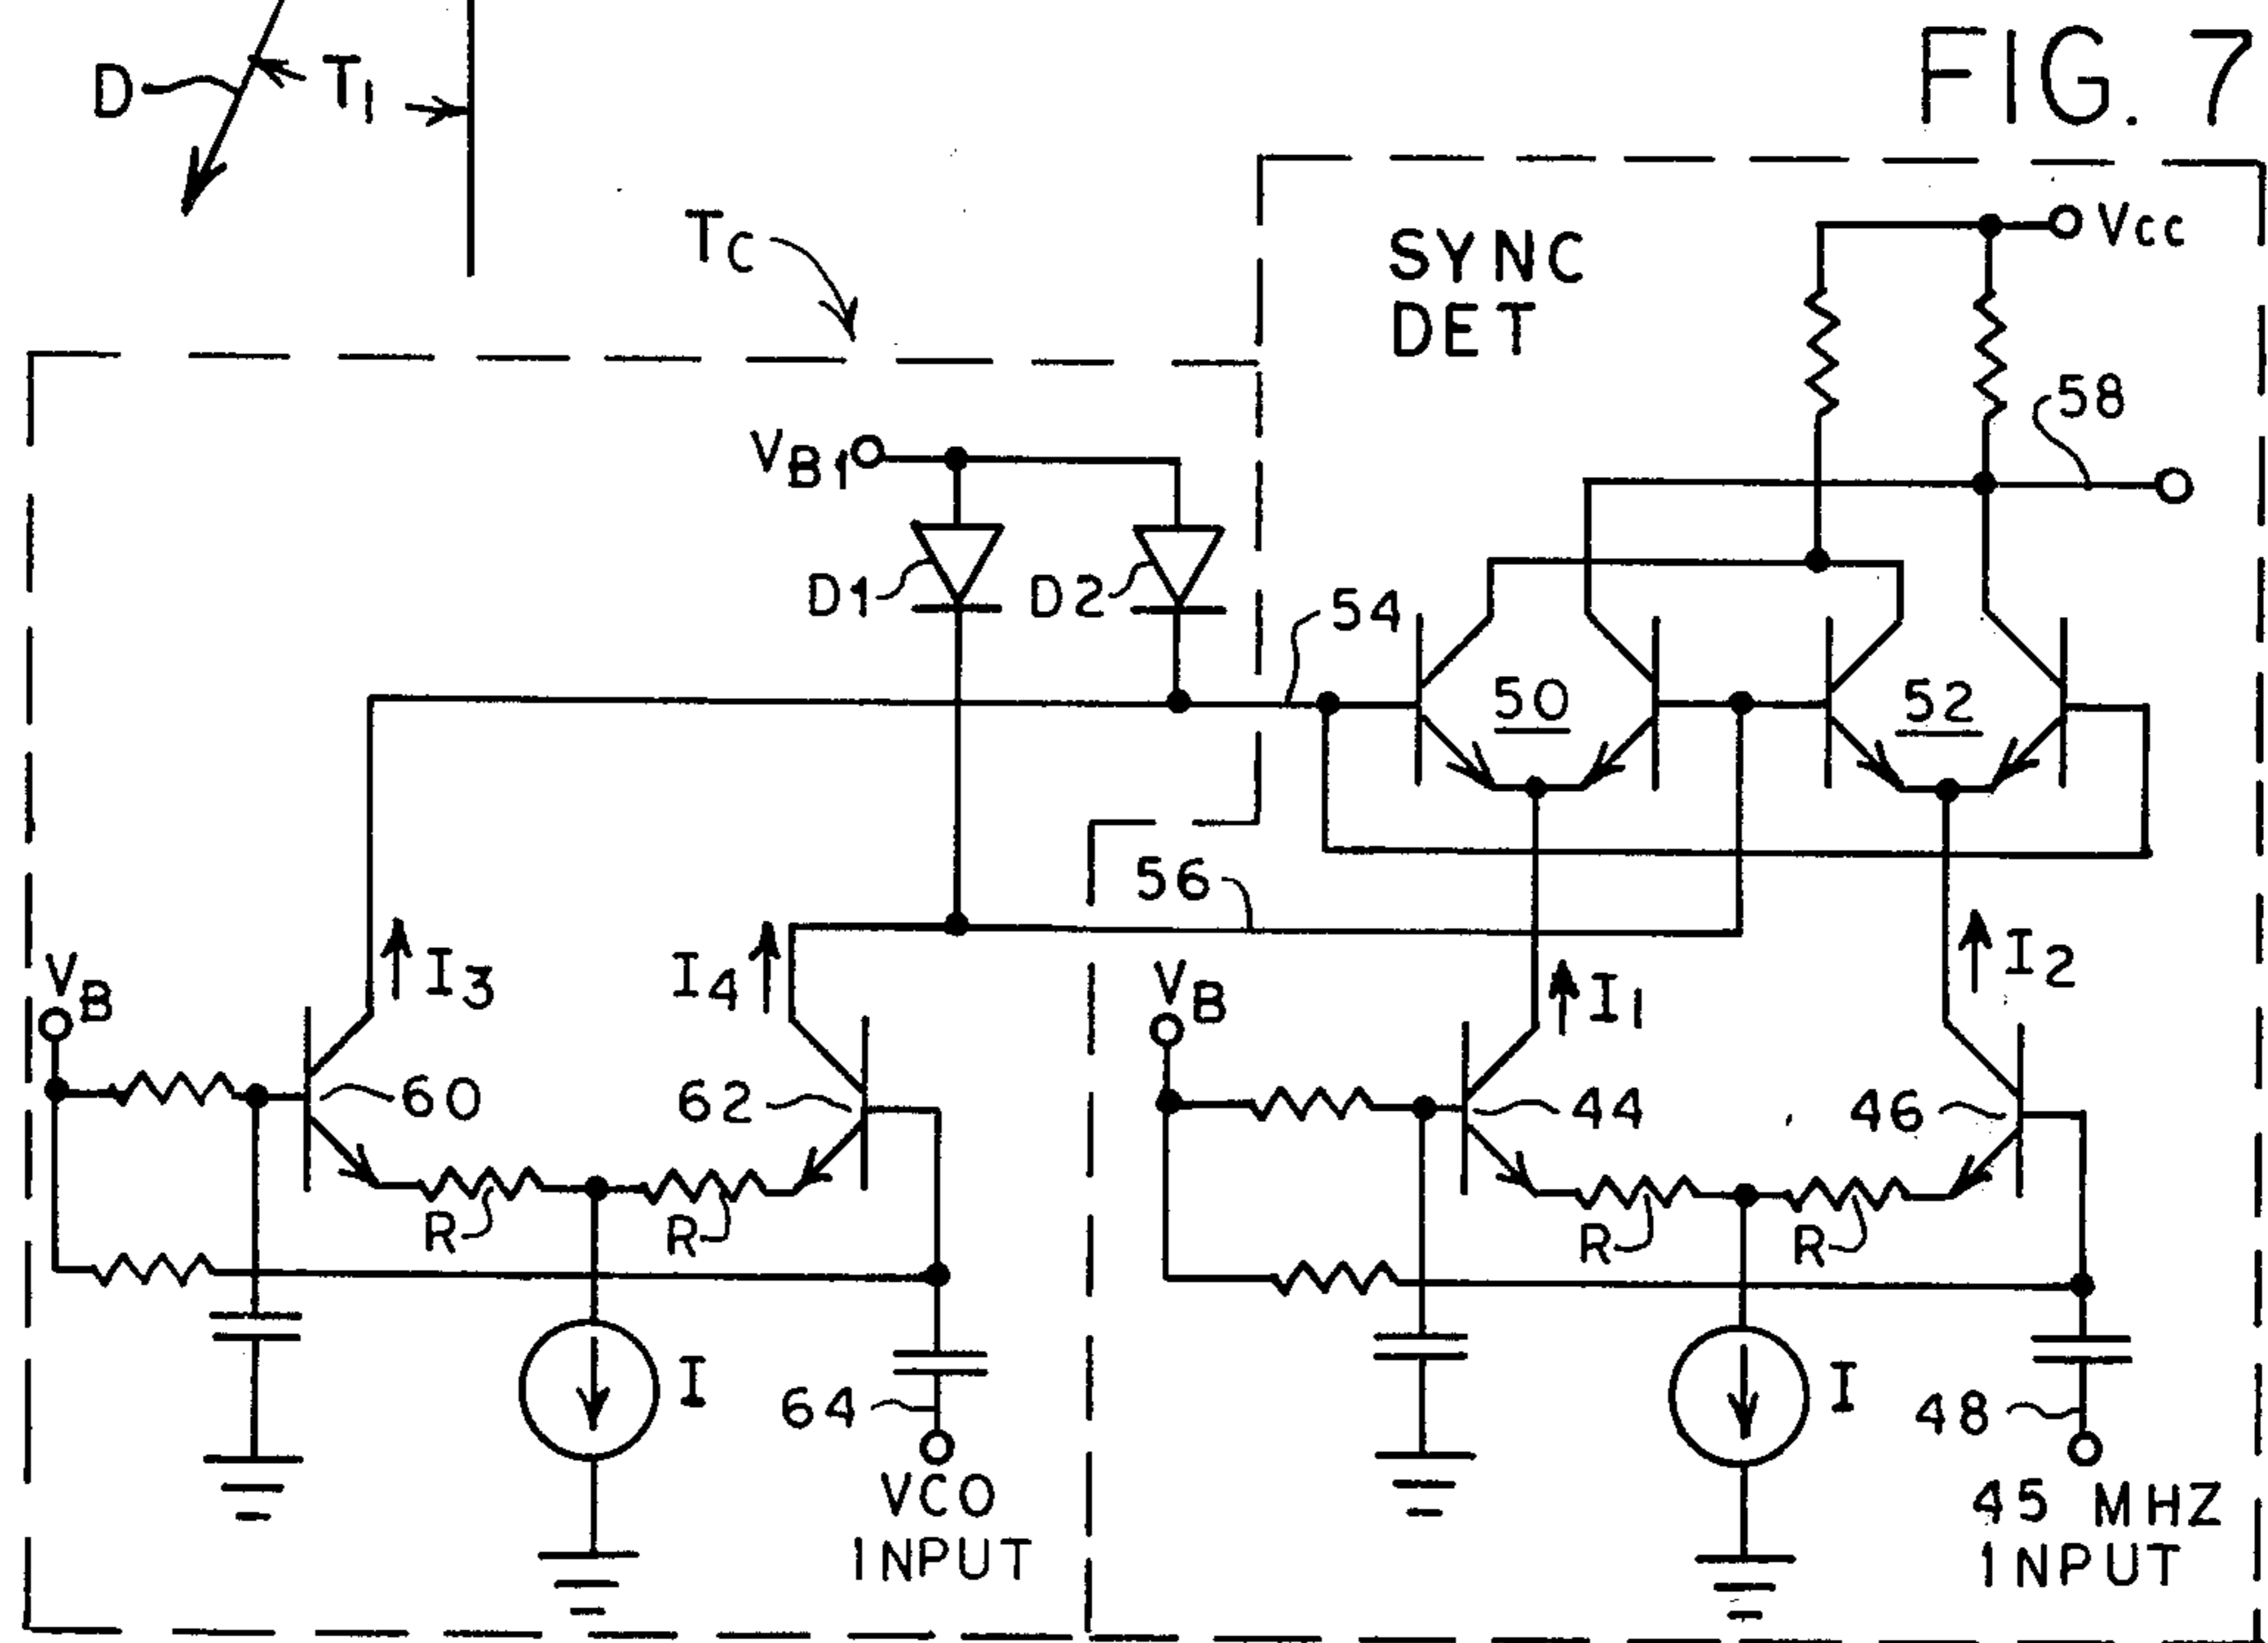 FIG. 7
D
T1
TC
SYNC
DET
Vcc
58
VB1
D1
D2
54
50
52
56
VB
I3
I4
VB
I1
I2
60
62
44
46
R
R
R
R
I
64
I
48
VCO
INPUT
45 MHZ
INPUT